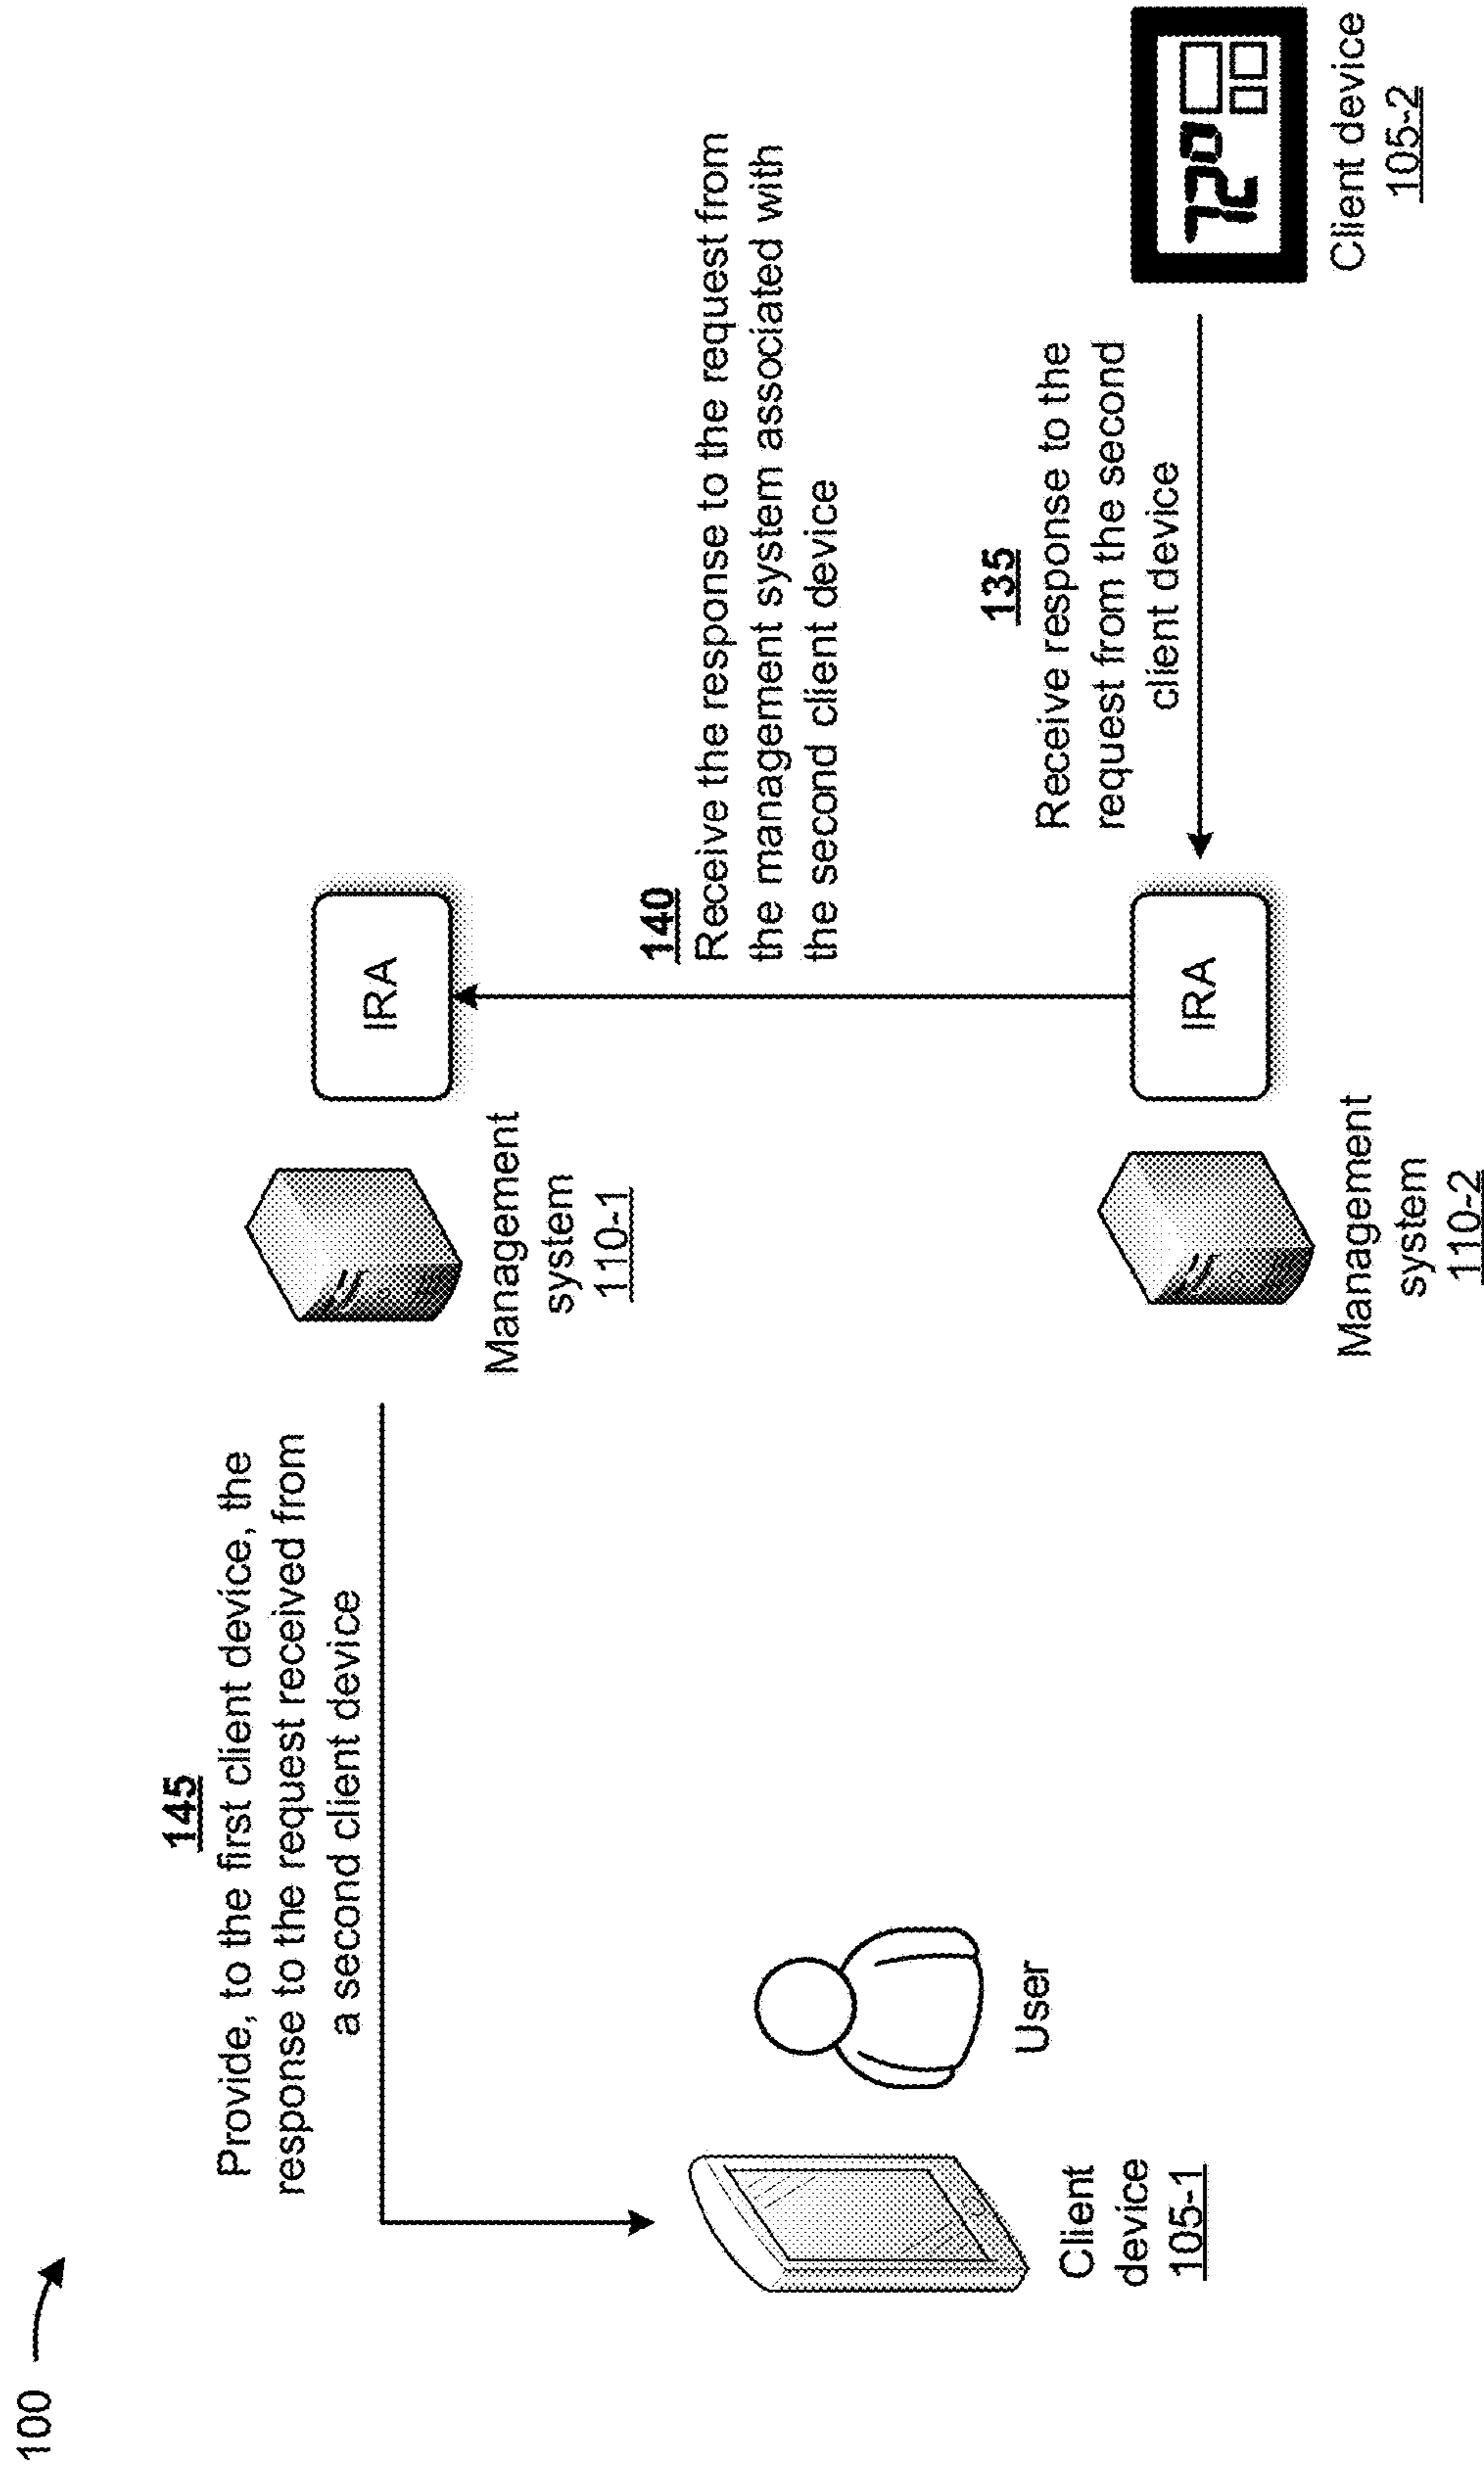 100
145
Provide, to the first client device, the
response to the request received from
a second client device
Client
device
105-1
User
Management
system
110-1
IRA
140
Receive the response to the request from
the management system associated with
the second client device
Management
system
110-2
IRA
135
Receive response to the
request from the second
client device
72°
Client device
105-2